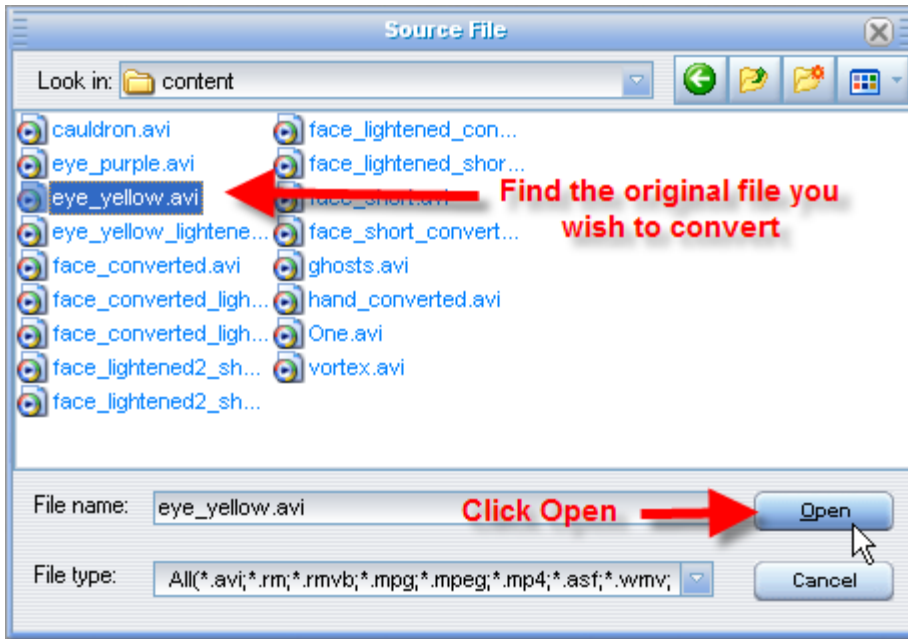 Source File
Look in: content
cauldron.avi
eye_purple.avi
eye_yellow.avi
eye_yellow_lightene...
face_converted.avi
face_converted_ligh...
face_converted_ligh...
face_lightened2_sh...
face_lightened2_sh...
face_lightened_con...
face_lightened_shor...
face_short.avi
face_short_convert...
ghosts.avi
hand_converted.avi
One.avi
vortex.avi
Find the original file you
wish to convert
File name: eye_yellow.avi
Click Open
Open
File type: All(*.avi;*.rm;*.rmvb;*.mpg;*.mpeg;*.mp4;*.asf;*.wmv;
Cancel